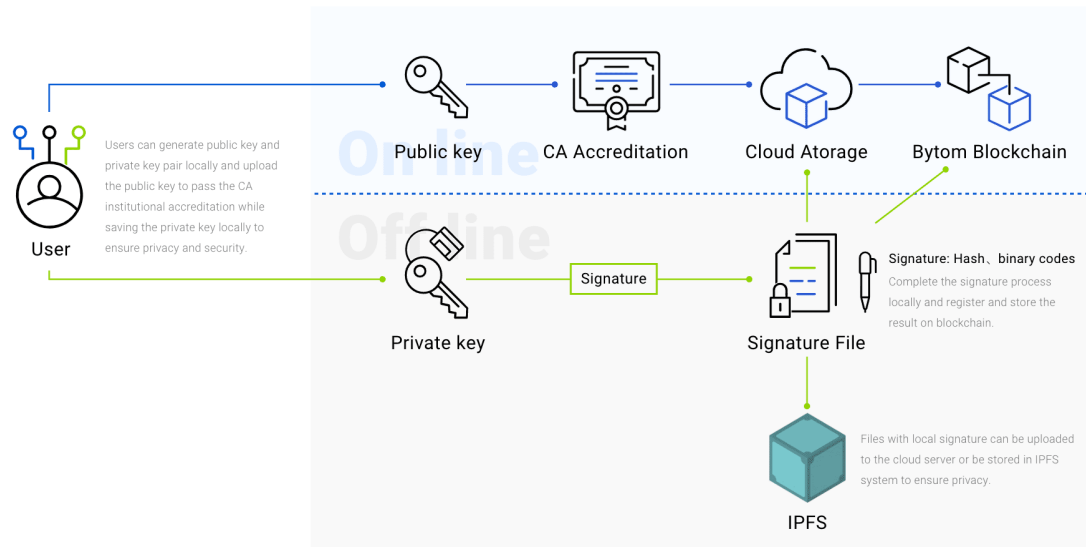 Public key
CA Accreditation
Cloud Atorage
Bytom Blockchain
On line
Users can generate public key and
private key pair locally and upload
the public key to pass the CA
institutional accreditation while
saving the private key locally to
ensure privacy and security.
User
Off line
Signature
Private key
Signature File
Signature: Hash、binary codes
Complete the signature process
locally and register and store the
result on blockchain.
Files with local signature can be uploaded
to the cloud server or be stored in IPFS
system to ensure privacy.
IPFS